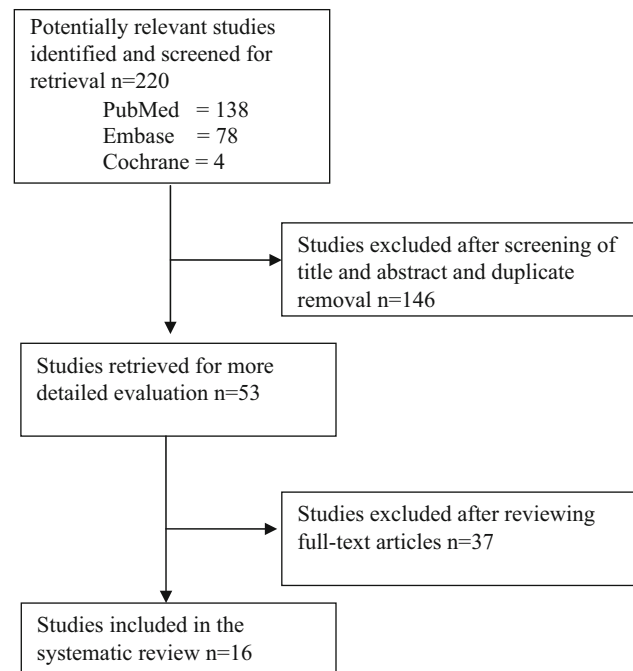 Potentially relevant studies
identified and screened for
retrieval n=220
PubMed = 138
Embase = 78
Cochrane = 4
Studies excluded after screening of
title and abstract and duplicate
removal n=146
Studies retrieved for more
detailed evaluation n=53
Studies excluded after reviewing
full-text articles n=37
Studies included in the
systematic review n=16